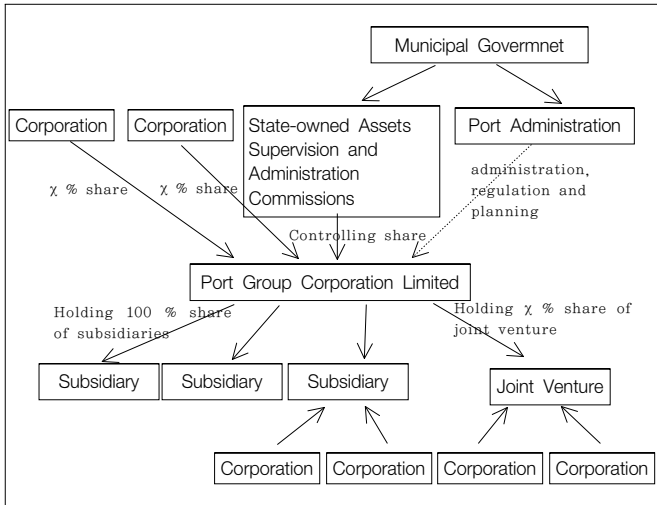 Municipal Govermnet
Corporation
Corporation
State-owned Assets
Supervision and
Administration
Commissions
Port Administration
χ % share
χ % share
administration,
regulation and
planning
Controlling share
Port Group Corporation Limited
Holding 100 % share
of subsidiaries
Holding χ % share of
joint venture
Subsidiary
Subsidiary
Subsidiary
Joint Venture
Corporation
Corporation
Corporation
Corporation